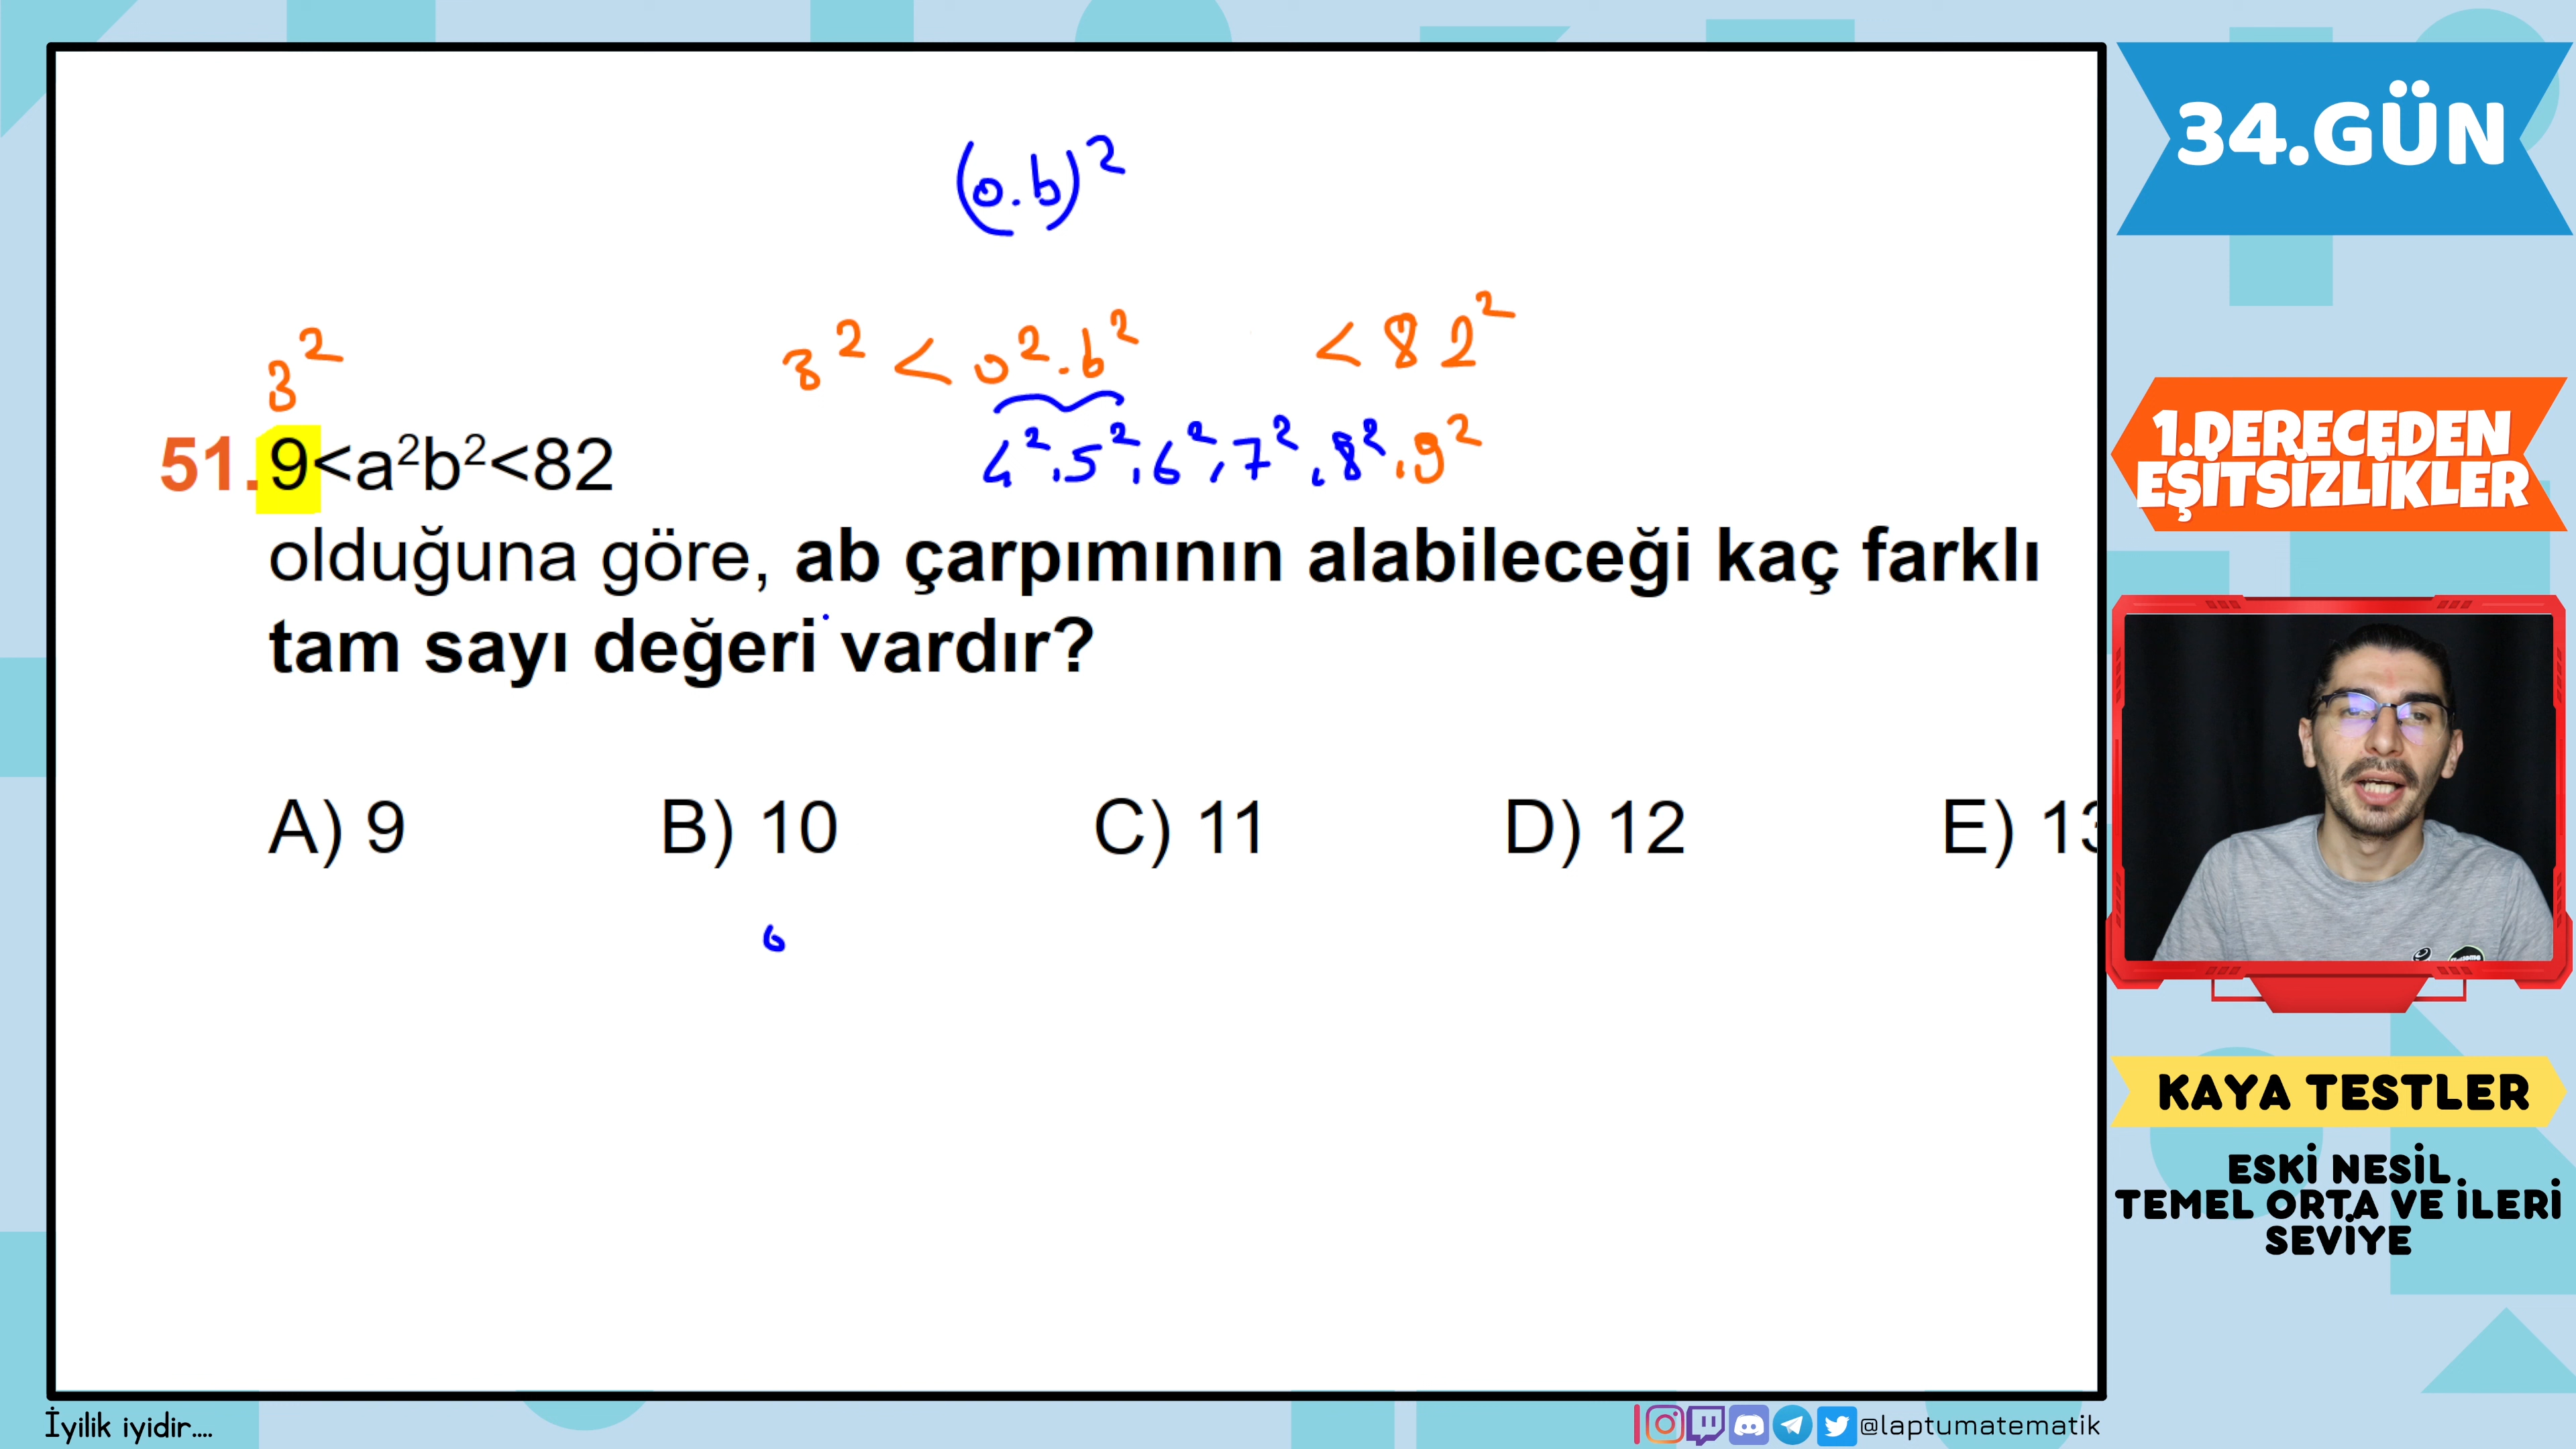 (a.b)²
3²
3² < a².b² < 82²
4²,5²,6²,7²,8²,9²
51. 9<a²b²<82
olduğuna göre, ab çarpımının alabileceği kaç farklı
tam sayı değeri vardır?
A) 9 B) 10 C) 11 D) 12 E) 13
34.GÜN
1.DERECEDEN
EŞİTSİZLİKLER
KAYA TESTLER
ESKİ NESİL
TEMEL ORTA VE İLERİ
SEVİYE
İyilik iyidir....
@laptumatematik